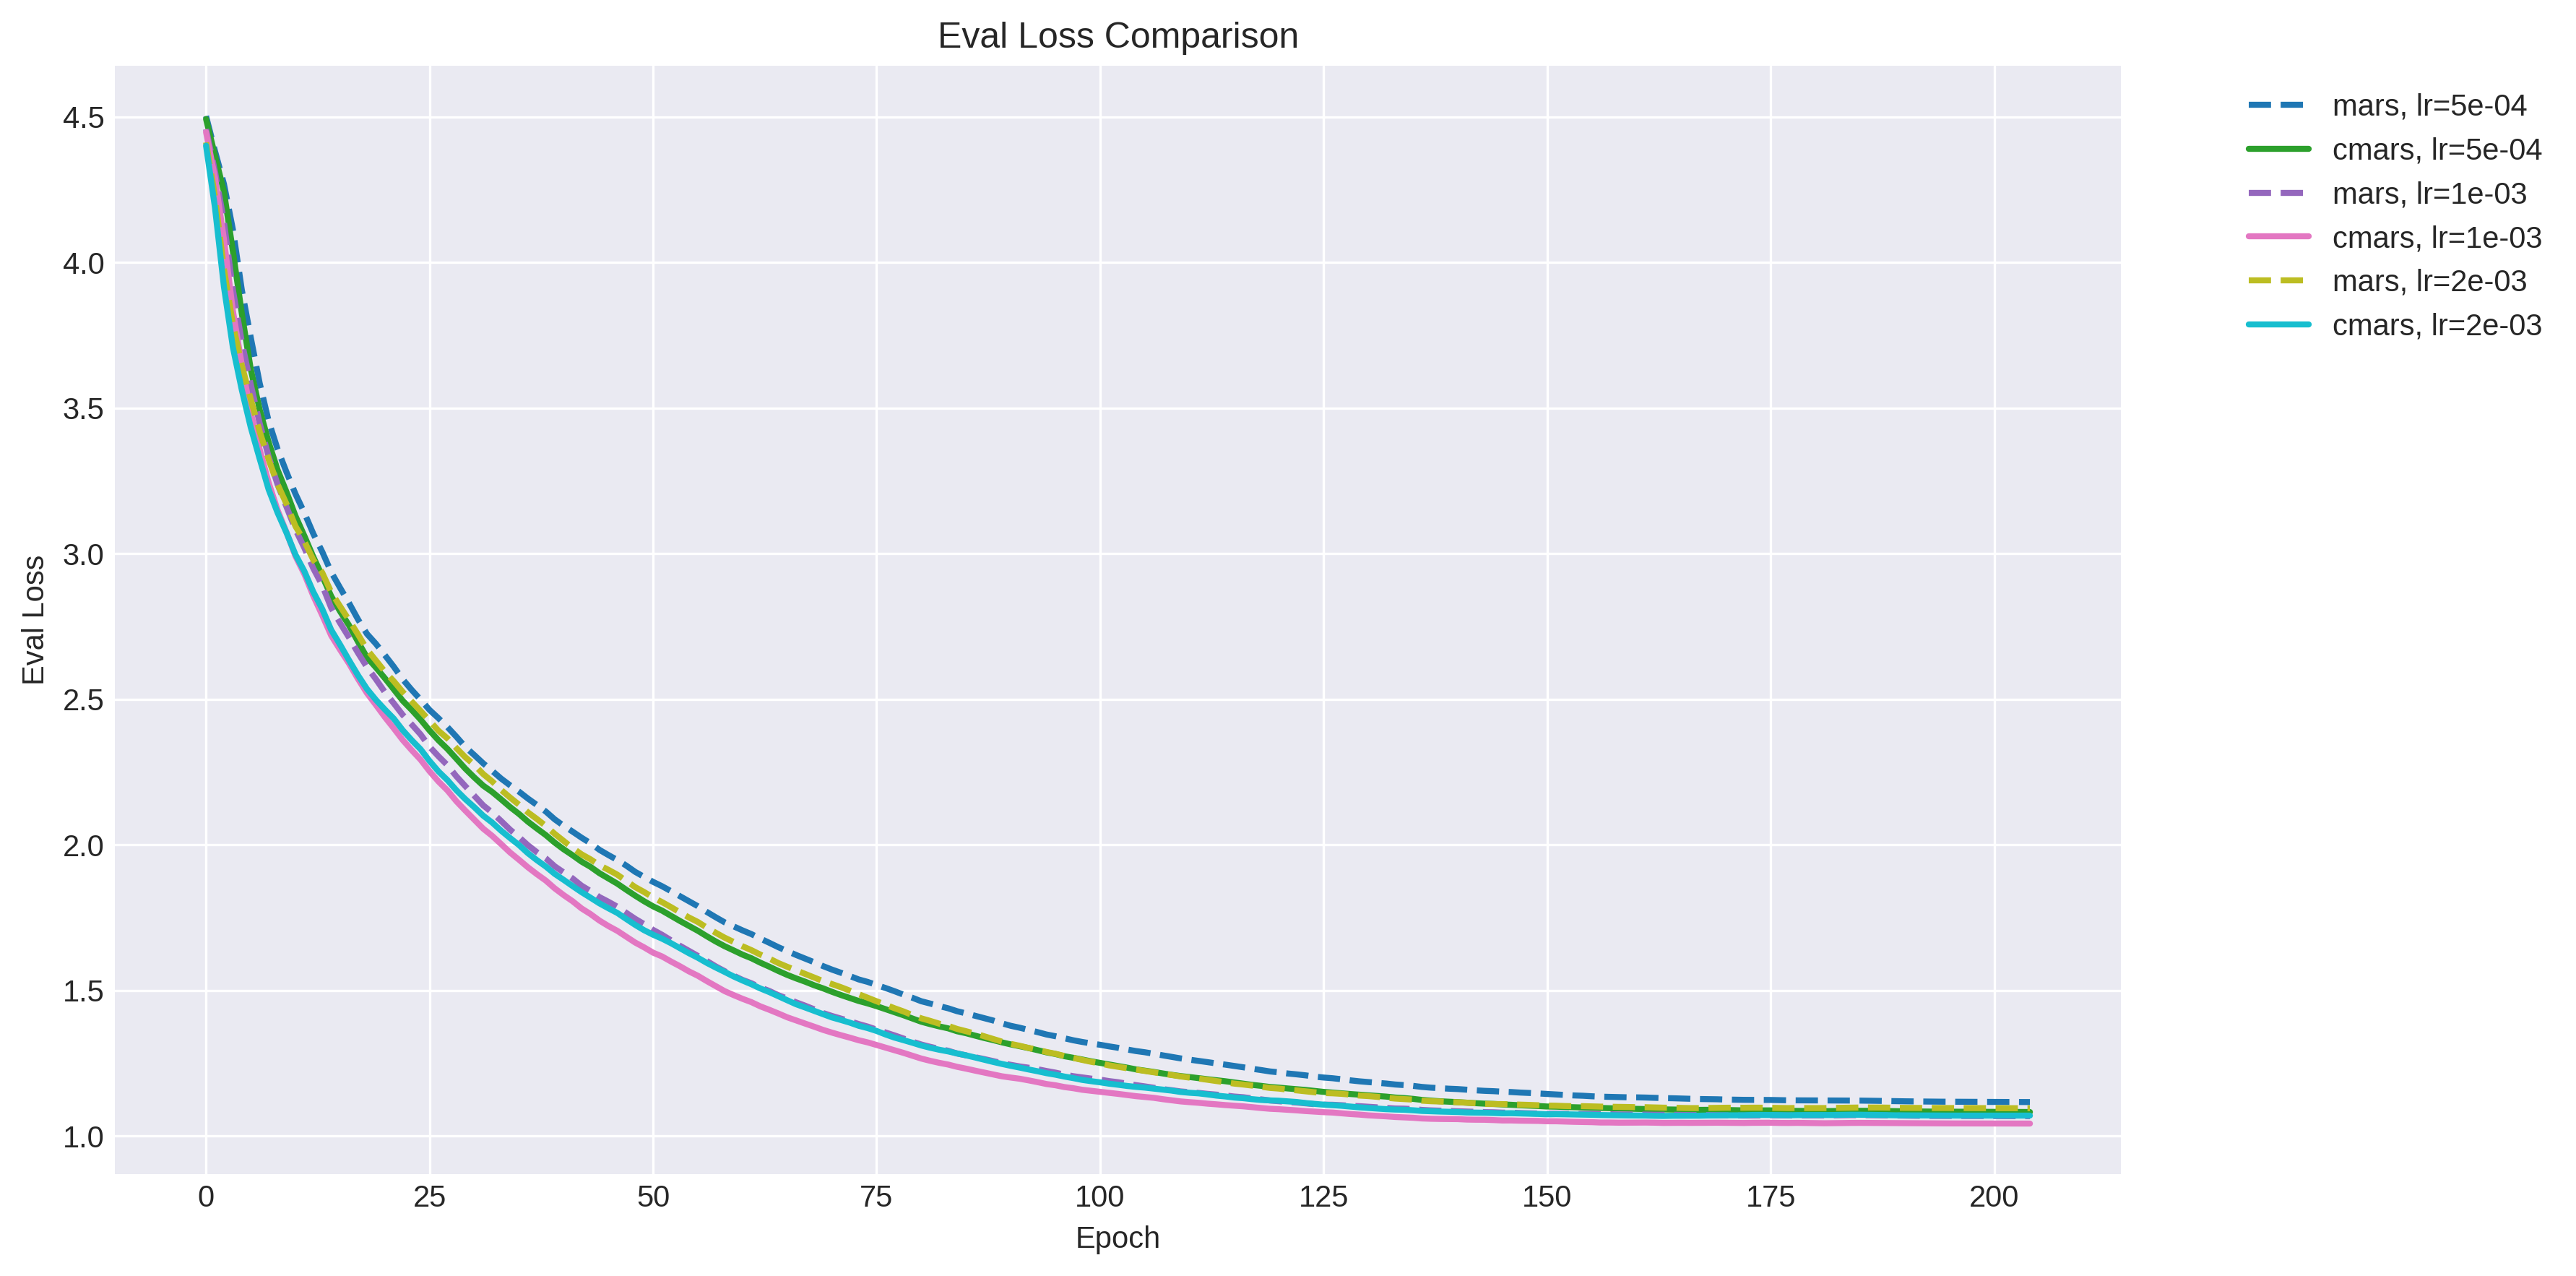 Eval Loss Comparison
4.5
4.0
3.5
3.0
2.5
2.0
1.5
1.0
Eval Loss
0 25 50 75 100 125 150 175 200
Epoch
mars, lr=5e-04
cmars, lr=5e-04
mars, lr=1e-03
cmars, lr=1e-03
mars, lr=2e-03
cmars, lr=2e-03